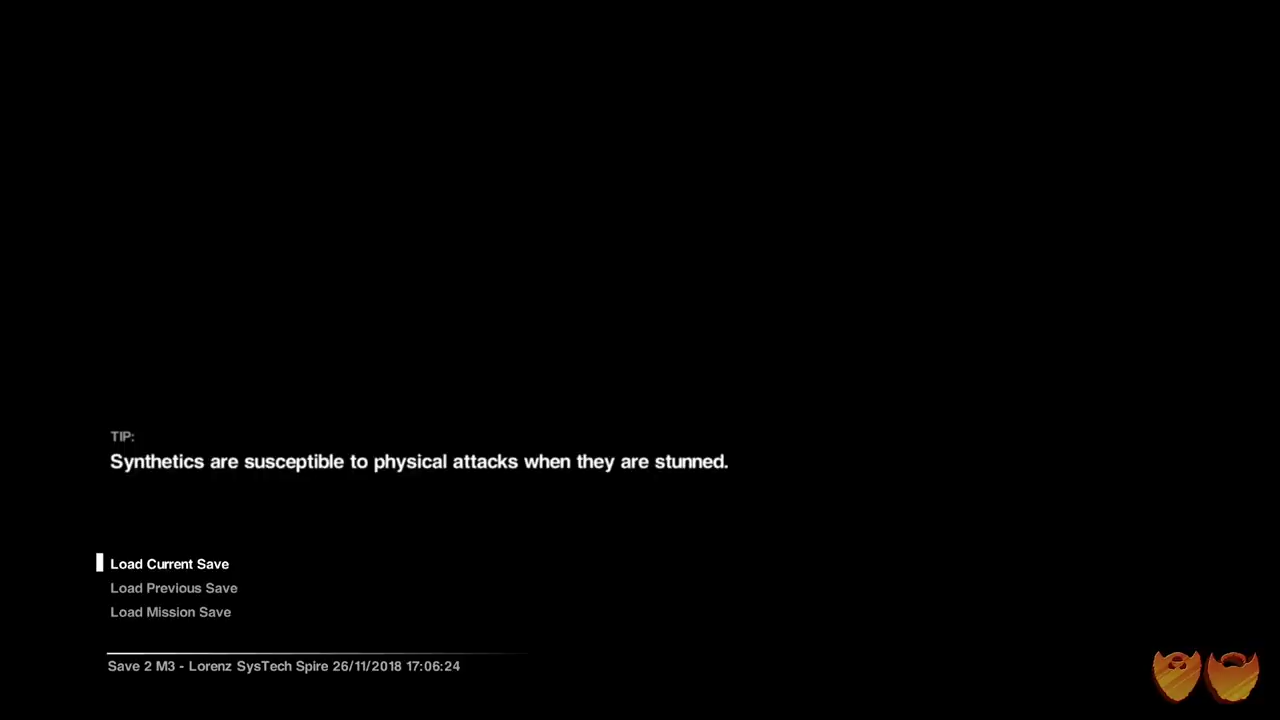 TIP:
Synthetics are susceptible to physical attacks when they are stunned.
Load Current Save
Load Previous Save
Load Mission Save
Save 2 M3 - Lorenz SysTech Spire 26/11/2018 17:06:24